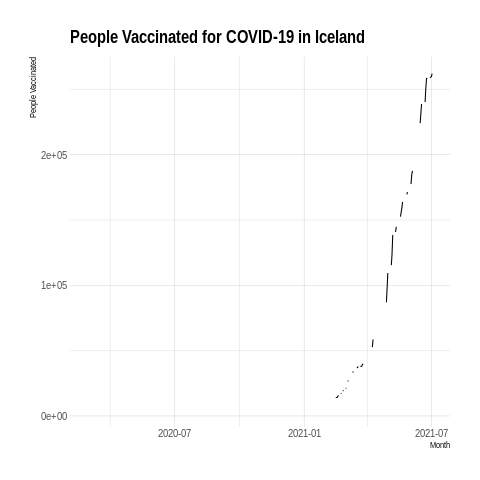 People Vaccinated for COVID-19 in Iceland
People Vaccinated
2e+05
1e+05
0e+00
2020-07
2021-01
2021-07
Month